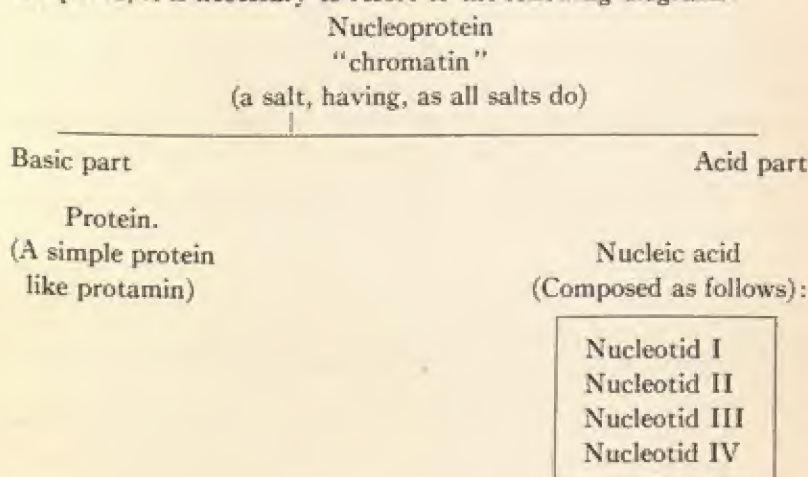 Nucleoprotein
"chromatin"
(a salt, having, as all salts do)
Basic part
Acid part
Protein.
(A simple protein
like protamin)
Nucleic acid
(Composed as follows):
Nucleotid I
Nucleotid II
Nucleotid III
Nucleotid IV